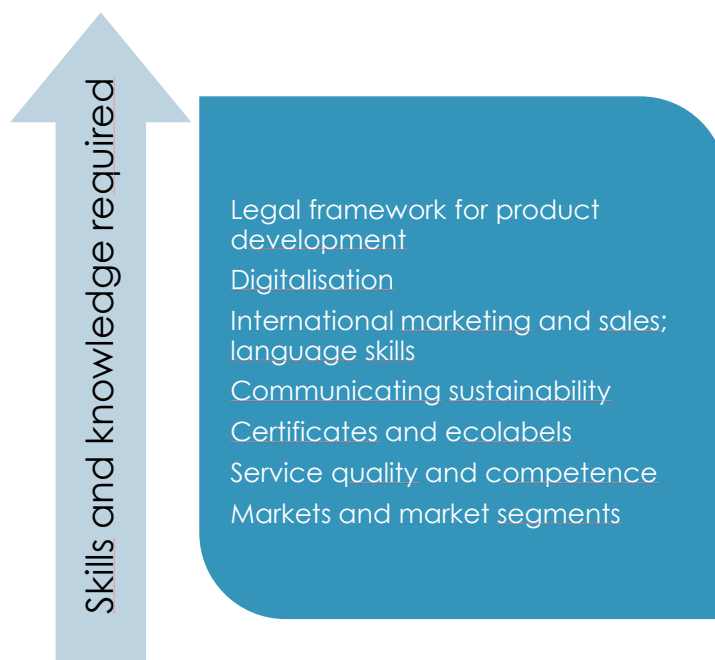 Skills and knowledge required
Legal framework for product
development
Digitalisation
International marketing and sales;
language skills
Communicating sustainability
Certificates and ecolabels
Service quality and competence
Markets and market segments